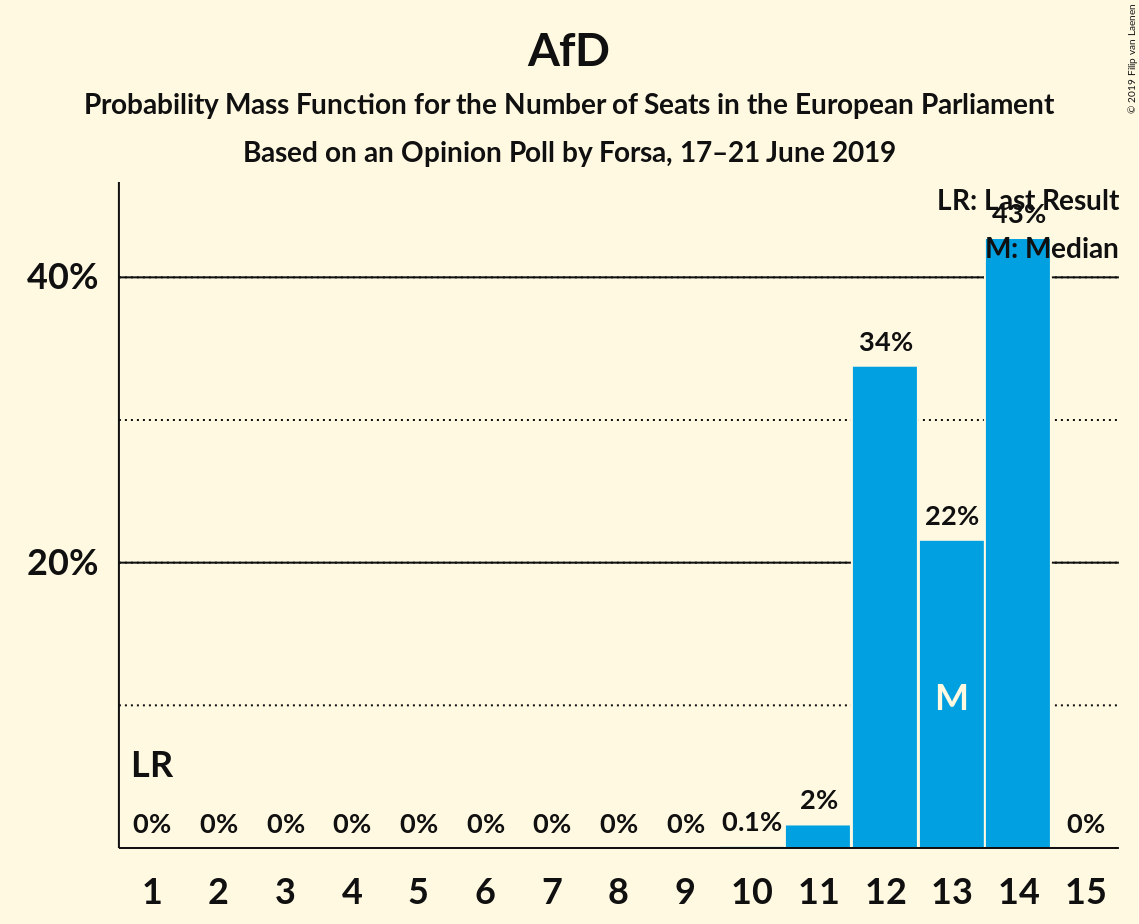 AfD
Probability Mass Function for the Number of Seats in the European Parliament
Based on an Opinion Poll by Forsa, 17–21 June 2019
© 2019 Filip van Laenen
LR: Last Result
M: Median
43%
40%
34%
22%
20%
M
LR
0% 0% 0% 0% 0% 0% 0% 0% 0% 0.1% 2% 0%
1 2 3 4 5 6 7 8 9 10 11 12 13 14 15